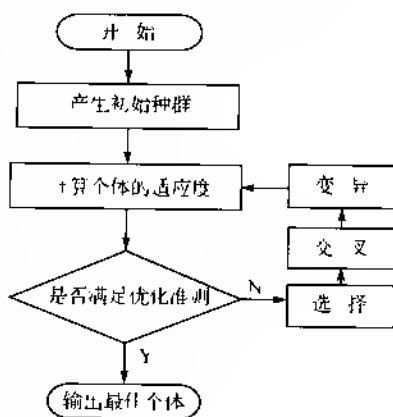 开 始
产生初始种群
计算个体的适应度
变 异
交 叉
是否满足优化准则
N
选 择
Y
输出最佳个体